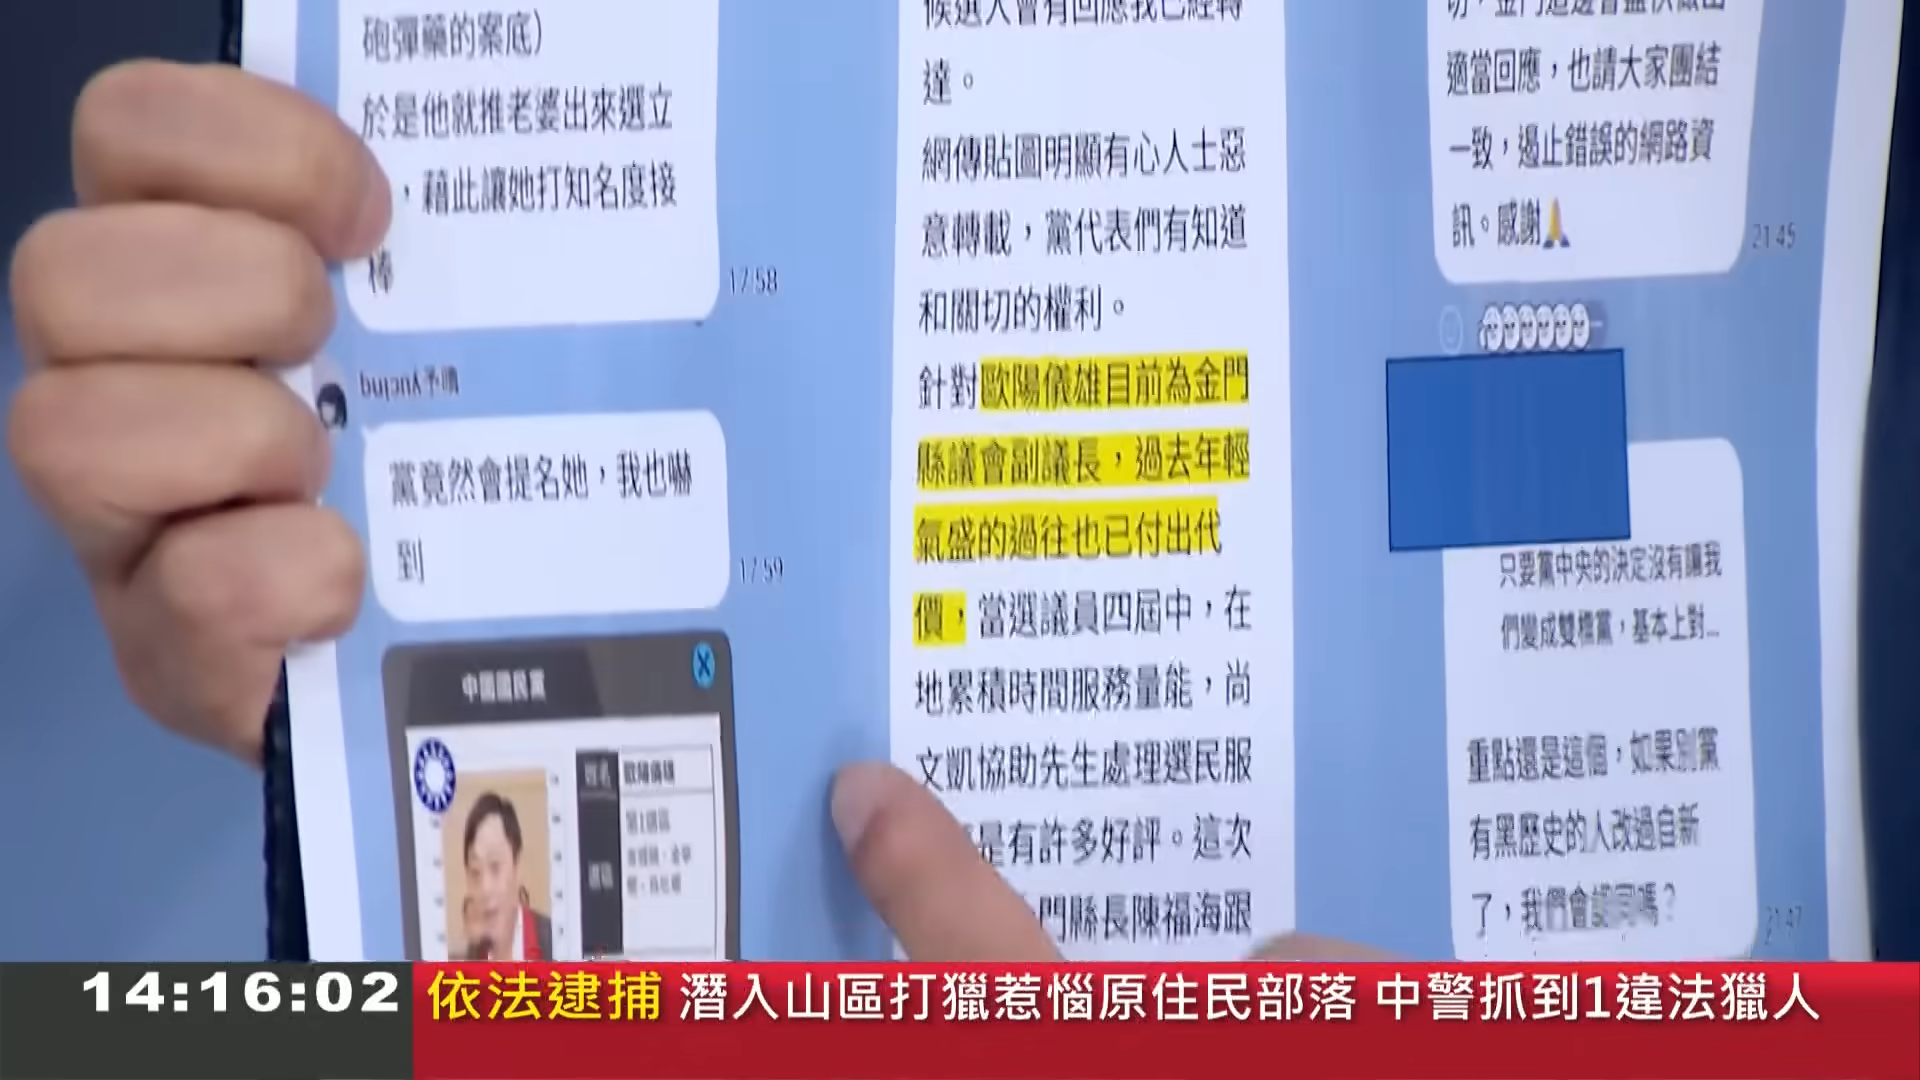 砲彈藥的案底）
於是他就推老婆出來選立
，藉此讓她打知名度接
棒
17:58
黨竟然會提名她，我也嚇
到
17:59
中國國民黨
姓名
歐陽儀雄
第1選區
達。
網傳貼圖明顯有心人士惡
意轉載，黨代表們有知道
和關切的權利。
針對歐陽儀雄目前為金門
縣議會副議長，過去年輕
氣盛的過往也已付出代
價，當選議員四屆中，在
地累積時間服務量能，尚
文凱協助先生處理選民服
是有許多好評。這次
門縣長陳福海跟
適當回應，也請大家團結
一致，遏止錯誤的網路資
訊。感謝🙏
21:45
只要黨中央的決定沒有讓我
們變成雙標黨，基本上對...
重點還是這個，如果別黨
有黑歷史的人改過自新
了，我們會認同嗎？
21:47
14:16:02
依法逮捕 潛入山區打獵惹惱原住民部落 中警抓到1違法獵人